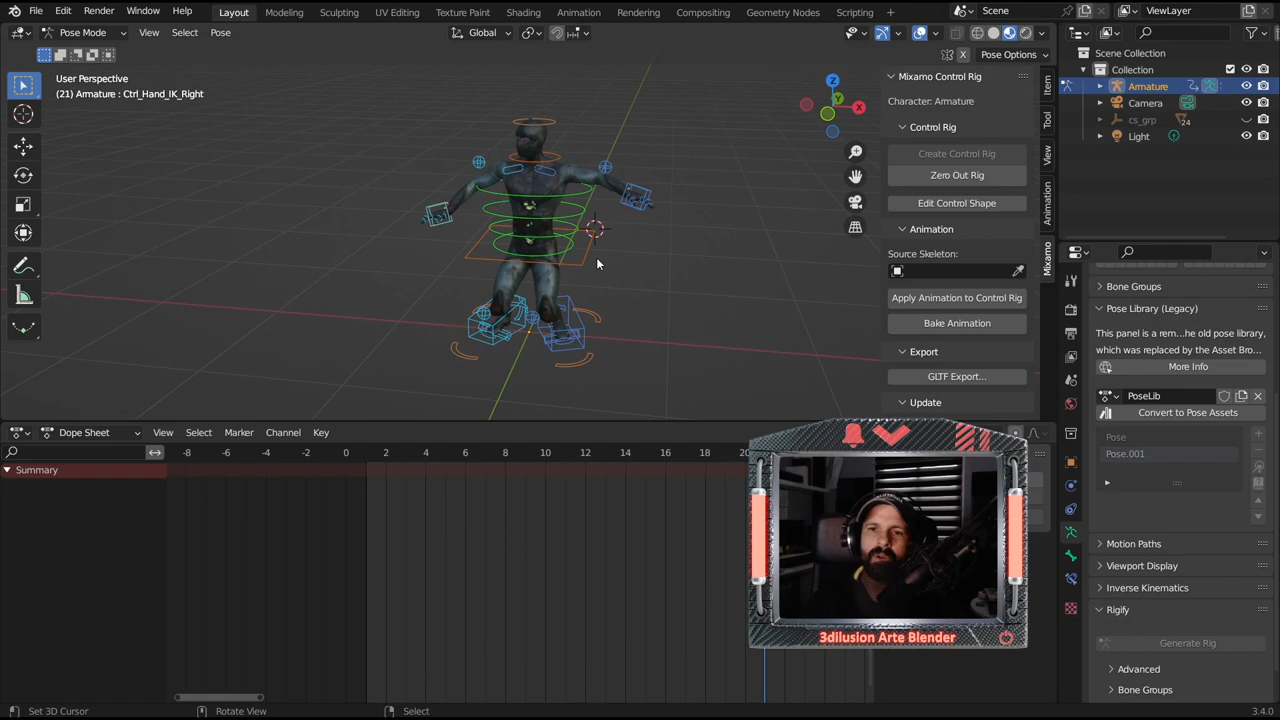 File Edit Render Window Help Layout Modeling Sculpting UV Editing Texture Paint Shading Animation Rendering Compositing Geometry Nodes Scripting + Scene ViewLayer
Pose Mode View Select Pose Global
X Pose Options
User Perspective
(21) Armature : Ctrl_Hand_IK_Right
Z
Y
X
Mixamo Control Rig
Character: Armature
Control Rig
Create Control Rig
Zero Out Rig
Edit Control Shape
Animation
Source Skeleton:
Apply Animation to Control Rig
Bake Animation
Export
GLTF Export...
Update
Item
Tool
View
Animation
Mixamo
Scene Collection
Collection
Armature
Camera
cs_grp 24
Light
Bone Groups
Pose Library (Legacy)
This panel is a rem...he old pose library,
which was replaced by the Asset Bro...
More Info
PoseLib
Convert to Pose Assets
Pose
Pose.001
Motion Paths
Viewport Display
Inverse Kinematics
Rigify
Generate Rig
Advanced
Bone Groups
Dope Sheet View Select Marker Channel Key
-8 -6 -4 -2 0 2 4 6 8 10 12 14 16 18
Summary
3dilusion Arte Blender
Set 3D Cursor Rotate View Select 3.4.0